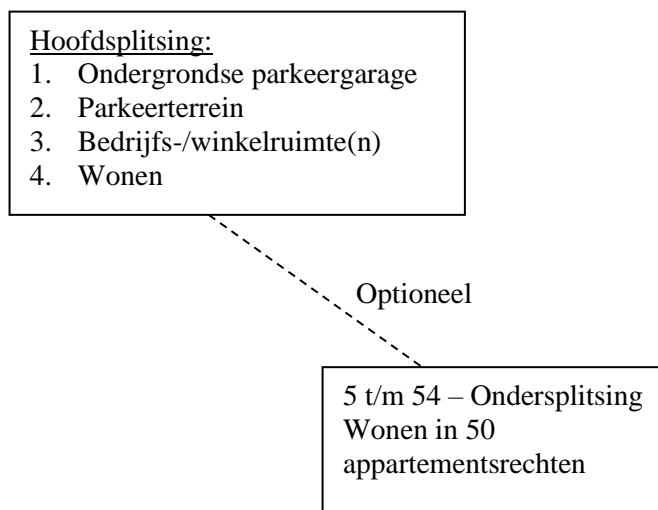 Hoofdsplitsing:
1. Ondergrondse parkeergarage
2. Parkeerterrein
3. Bedrijfs-/winkelruimte(n)
4. Wonen
Optioneel
5 t/m 54 – Ondersplitsing
Wonen in 50
appartementsrechten